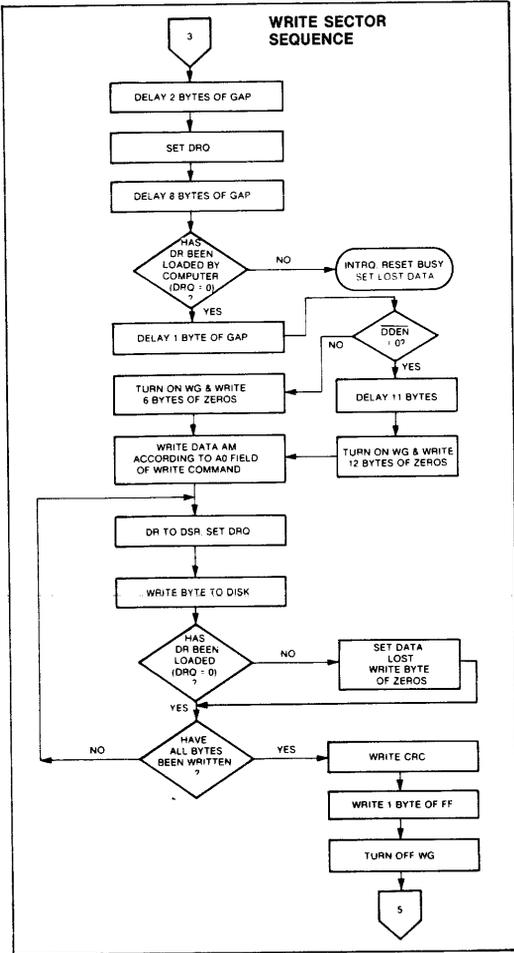 WRITE SECTOR
SEQUENCE
3
DELAY 2 BYTES OF GAP
SET DRQ
DELAY 8 BYTES OF GAP
HAS
DR BEEN
LOADED BY
COMPUTER
(DRQ = 0)
?
NO
INTRQ. RESET BUSY
SET LOST DATA
YES
DELAY 1 BYTE OF GAP
DDEN
= 0?
NO
YES
TURN ON WG & WRITE
6 BYTES OF ZEROS
DELAY 11 BYTES
WRITE DATA AM
ACCORDING TO A0 FIELD
OF WRITE COMMAND
TURN ON WG & WRITE
12 BYTES OF ZEROS
DR TO DSR, SET DRQ
WRITE BYTE TO DISK
HAS
DR BEEN
LOADED
(DRQ = 0)
?
NO
SET DATA
LOST
WRITE BYTE
OF ZEROS
YES
HAVE
ALL BYTES
BEEN WRITTEN
?
NO
YES
WRITE CRC
WRITE 1 BYTE OF FF
TURN OFF WG
5